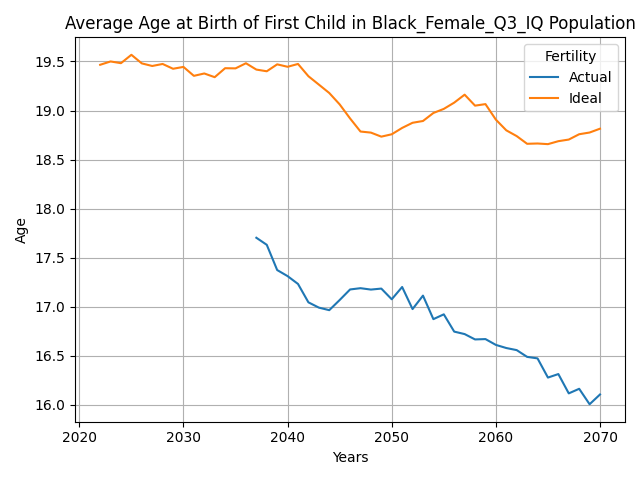 Average Age at Birth of First Child in Black_Female_Q3_IQ Population
Fertility
Actual
Ideal
Age
19.5
19.0
18.5
18.0
17.5
17.0
16.5
16.0
2020
2030
2040
2050
2060
2070
Years